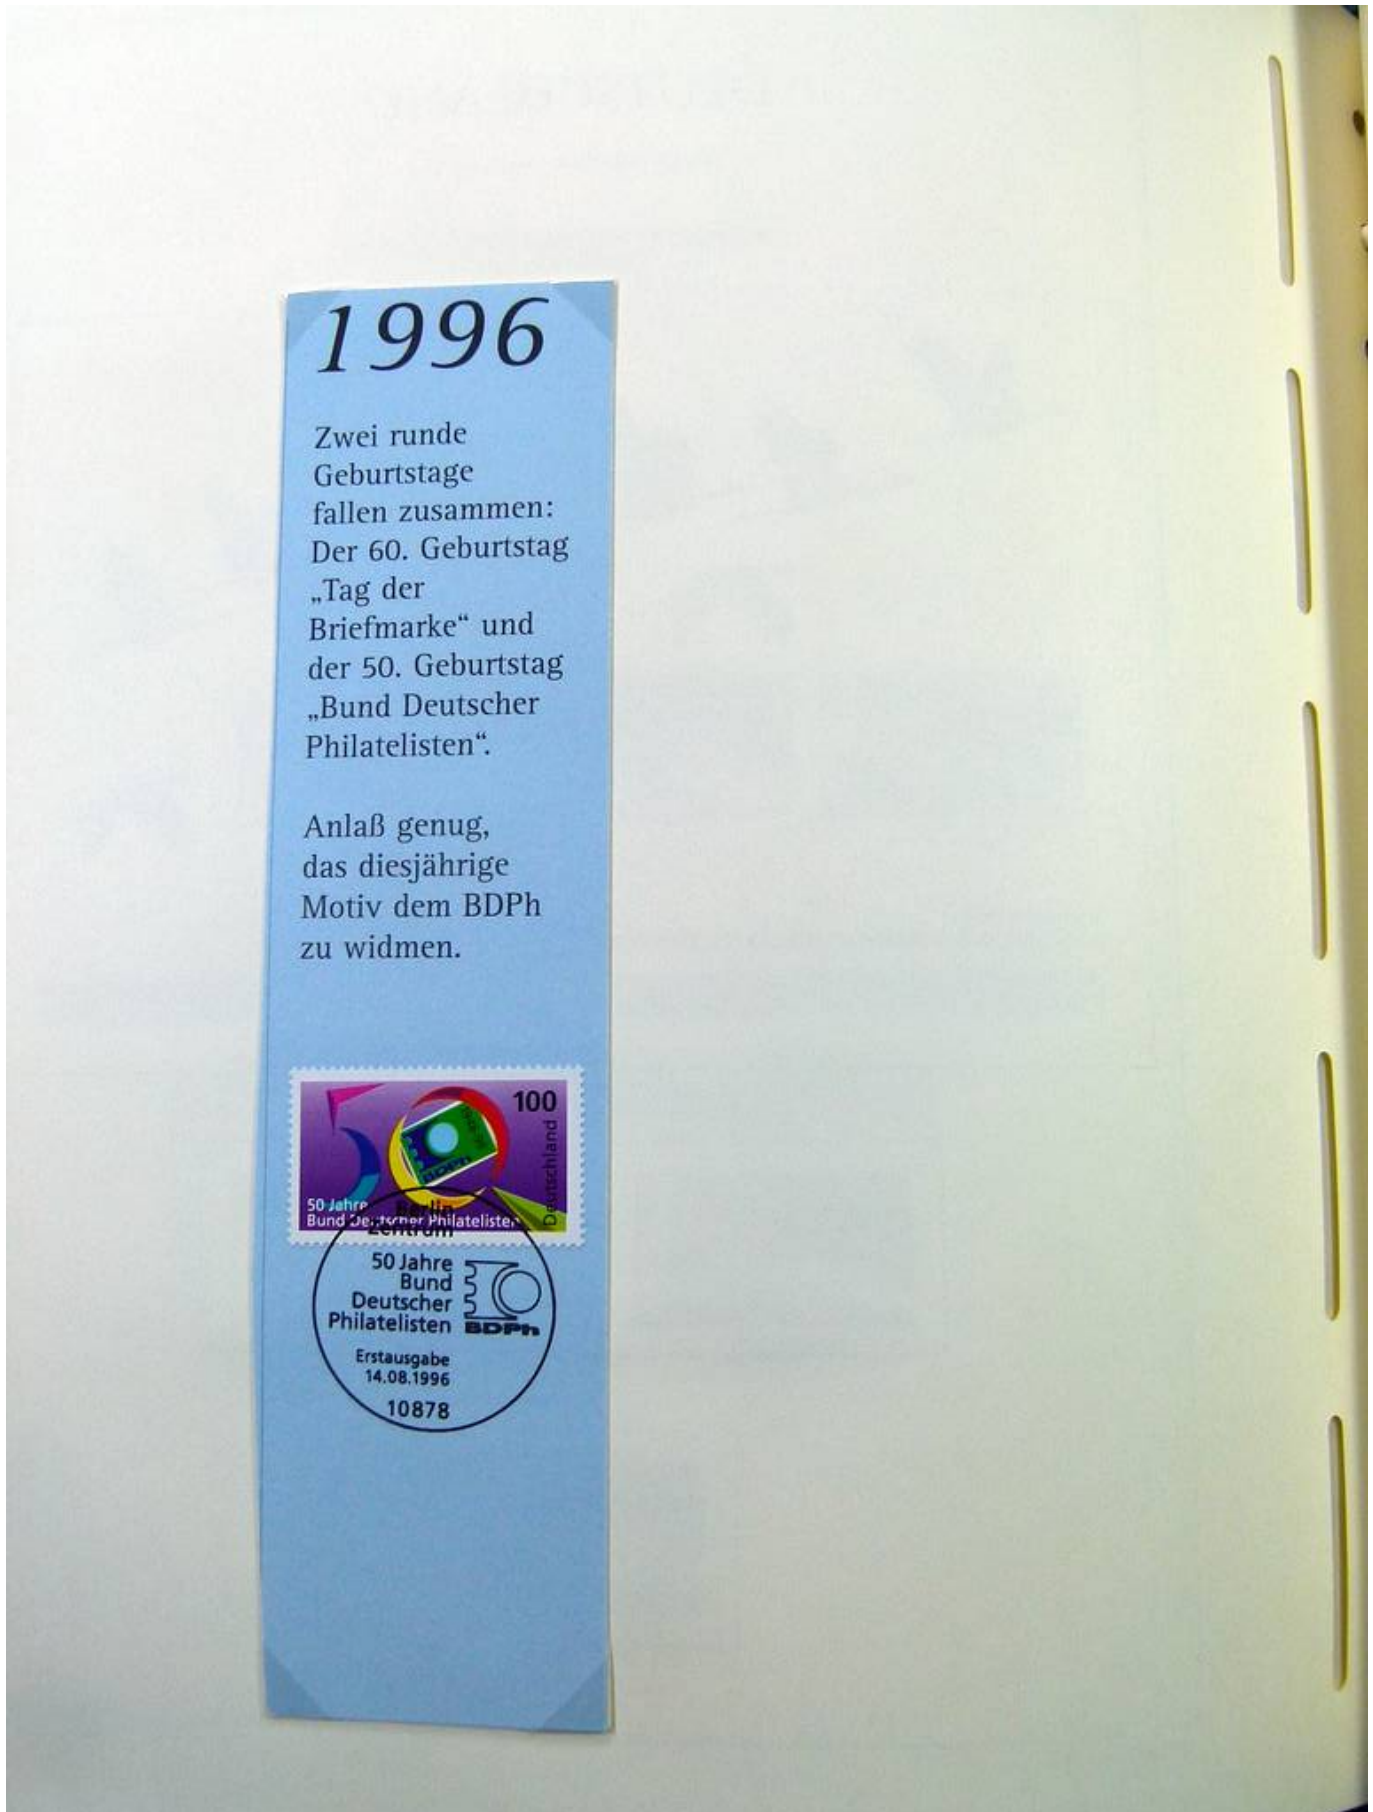 1996
Zwei runde
Geburtstage
fallen zusammen:
Der 60. Geburtstag
„Tag der
Briefmarke“ und
der 50. Geburtstag
„Bund Deutscher
Philatelisten“.
Anlaß genug,
das diesjährige
Motiv dem BDPh
zu widmen.
100
Deutschland
BDPh
50 Jahre
Bund Deutscher Philatelisten
Berlin
Zentrum
50 Jahre
Bund
Deutscher
Philatelisten
BDPh
Erstausgabe
14.08.1996
10878